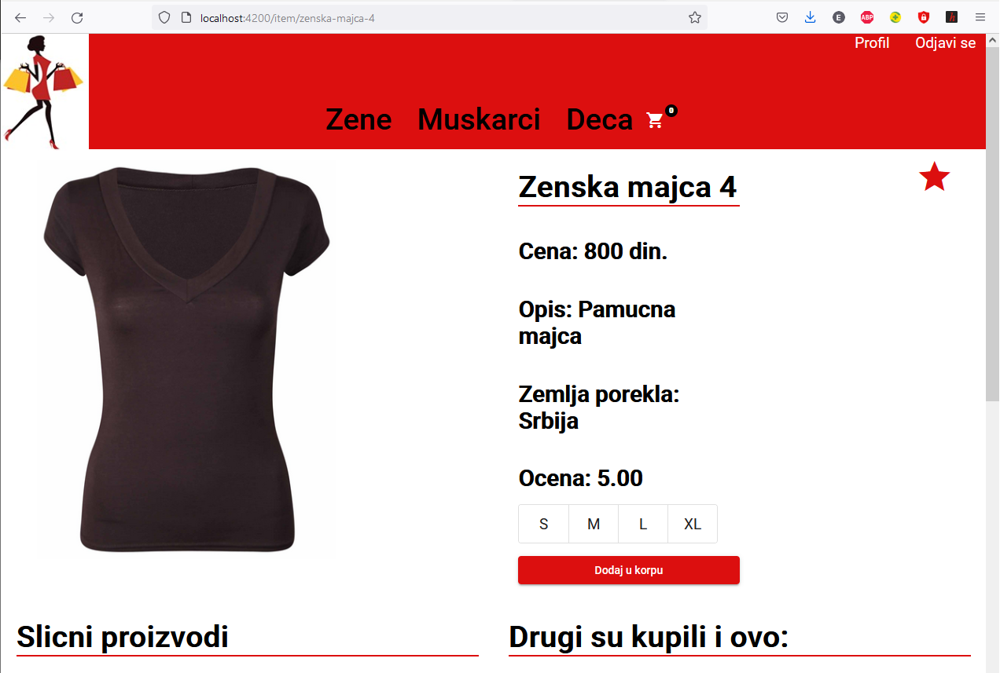 localhost:4200/item/zenska-majca-4
E
ABP
h
Profil Odjavi se
Zene Muskarci Deca 0
Zenska majca 4
Cena: 800 din.
Opis: Pamucna
majca
Zemlja porekla:
Srbija
Ocena: 5.00
S M L XL
Dodaj u korpu
Slicni proizvodi
Drugi su kupili i ovo: